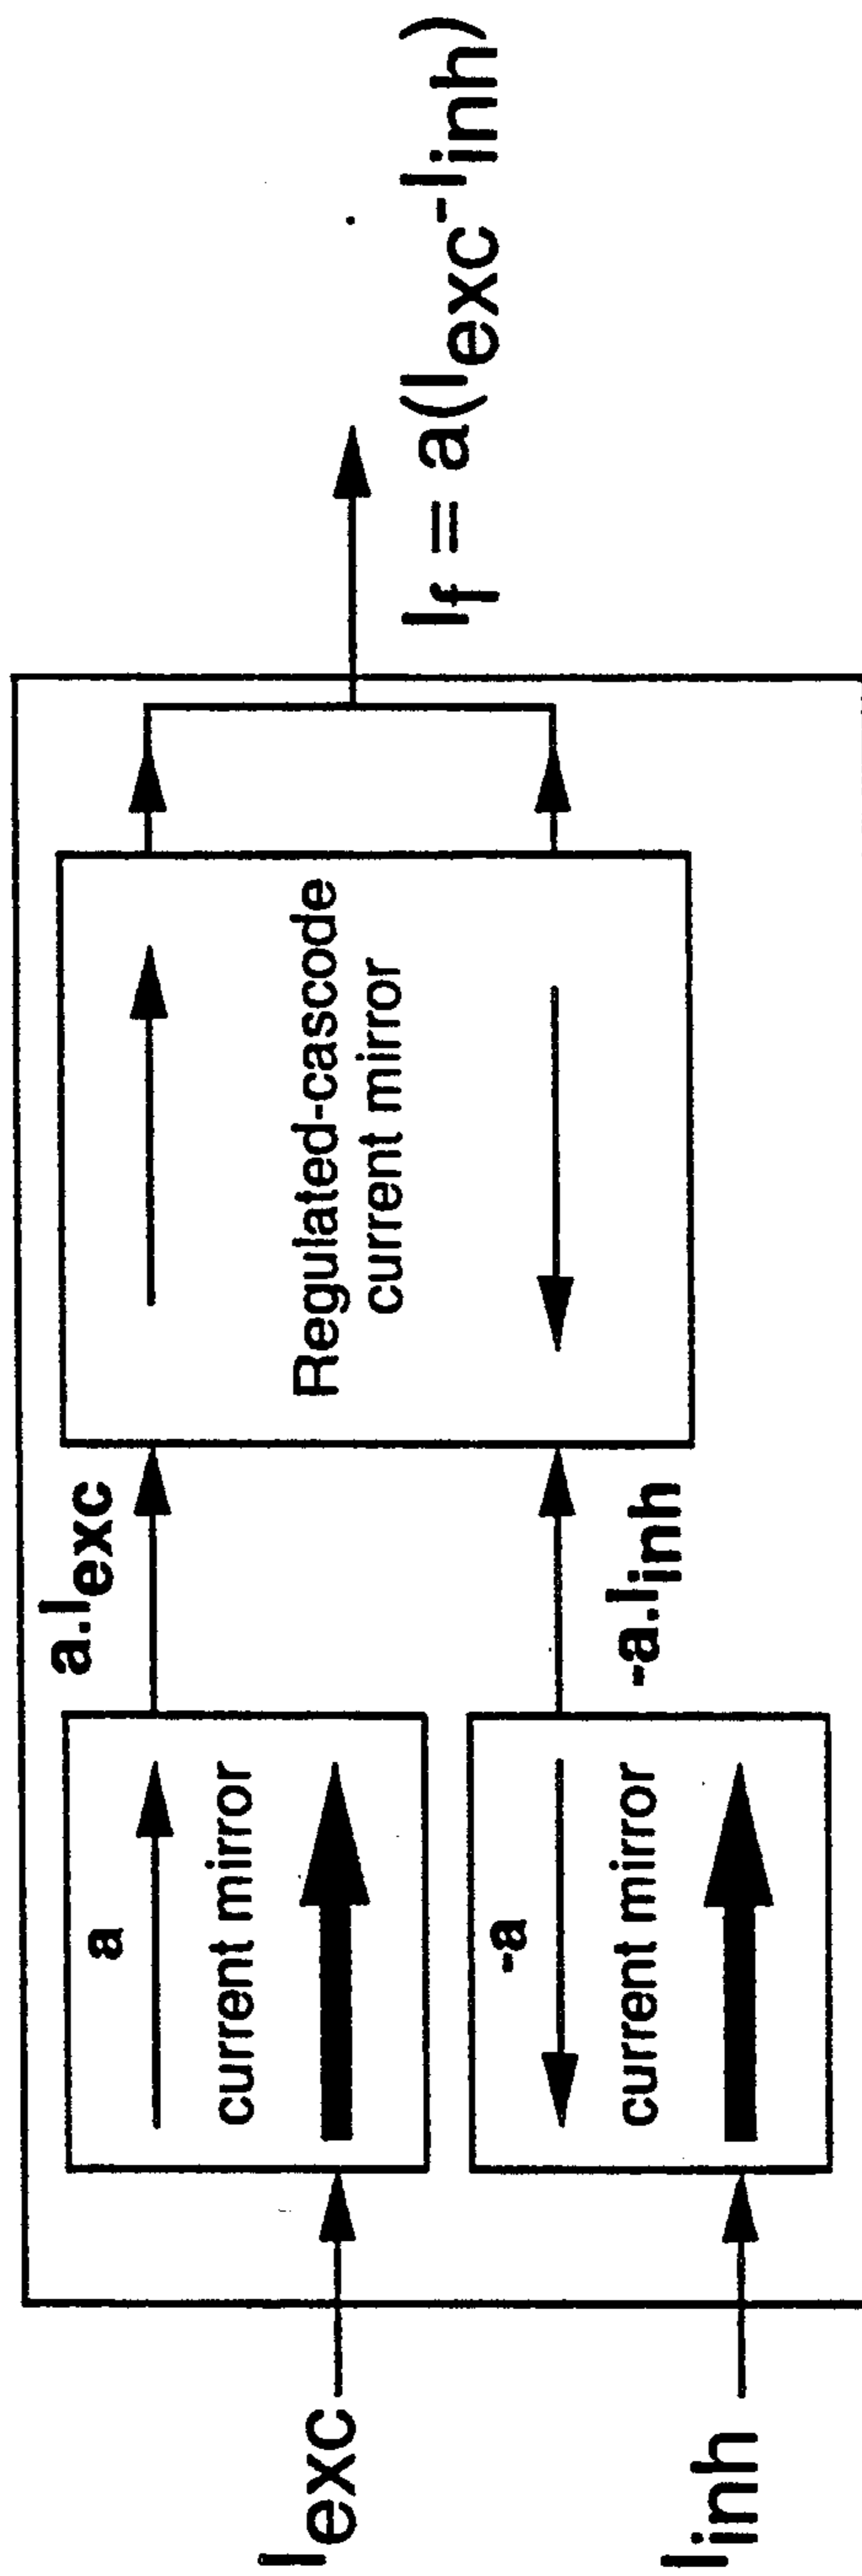 I_exc
I_inh
a
current mirror
-a
current mirror
a.I_exc
-a.I_inh
Regulated-cascode
current mirror
I_f = a(I_exc-I_inh)